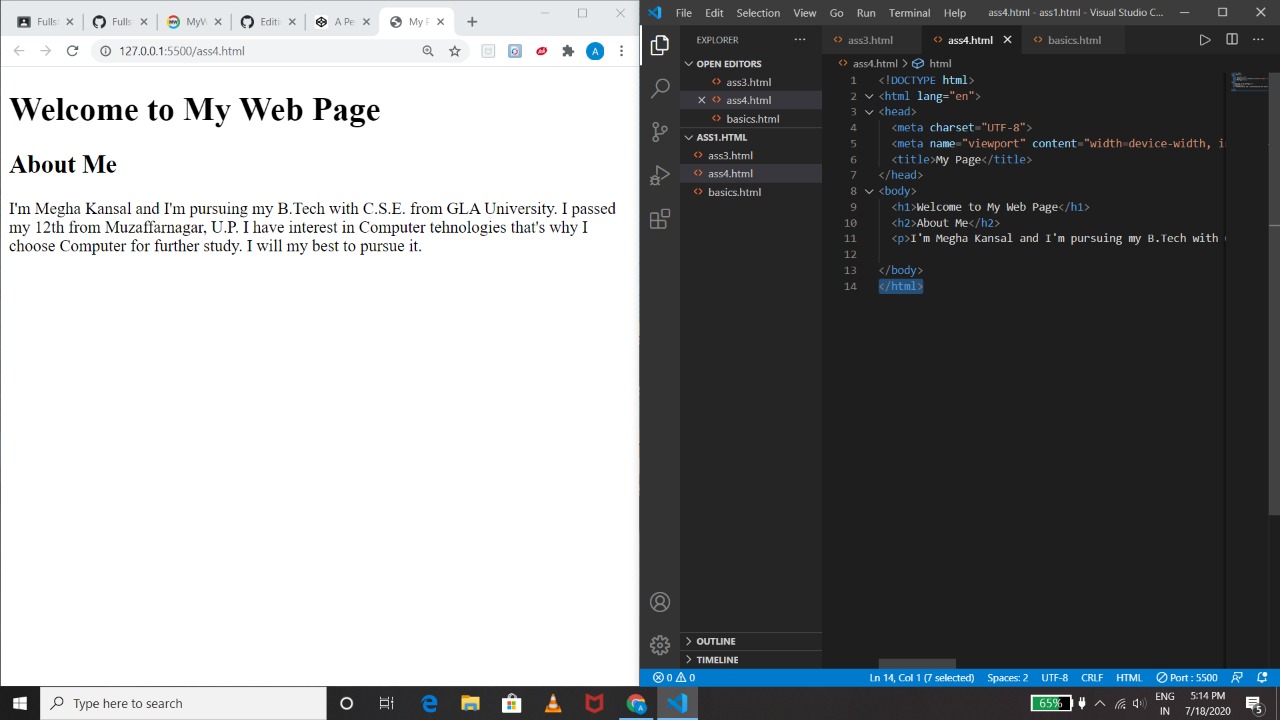 Fulls
Fulls
MyW
Editi
A Pe
My P
127.0.0.1:5500/ass4.html
A
Welcome to My Web Page
About Me
I'm Megha Kansal and I'm pursuing my B.Tech with C.S.E. from GLA University. I passed
my 12th from Muzaffarnagar, U.P. I have interest in Computer tehnologies that's why I
choose Computer for further study. I will my best to pursue it.
File Edit Selection View Go Run Terminal Help ass4.html - ass1.html - Visual Studio C...
EXPLORER
OPEN EDITORS
ass3.html
ass4.html
basics.html
ASS1.HTML
ass3.html
ass4.html
basics.html
OUTLINE
TIMELINE
ass3.html ass4.html basics.html
ass4.html > html
1 <!DOCTYPE html>
2 <html lang="en">
3 <head>
4 <meta charset="UTF-8">
5 <meta name="viewport" content="width=device-width, in
6 <title>My Page</title>
7 </head>
8 <body>
9 <h1>Welcome to My Web Page</h1>
10 <h2>About Me</h2>
11 <p>I'm Megha Kansal and I'm pursuing my B.Tech with
12
13 </body>
14 </html>
0 0 Ln 14, Col 1 (7 selected) Spaces: 2 UTF-8 CRLF HTML Port : 5500
Type here to search
65%
ENG
IN
5:14 PM
7/18/2020
5